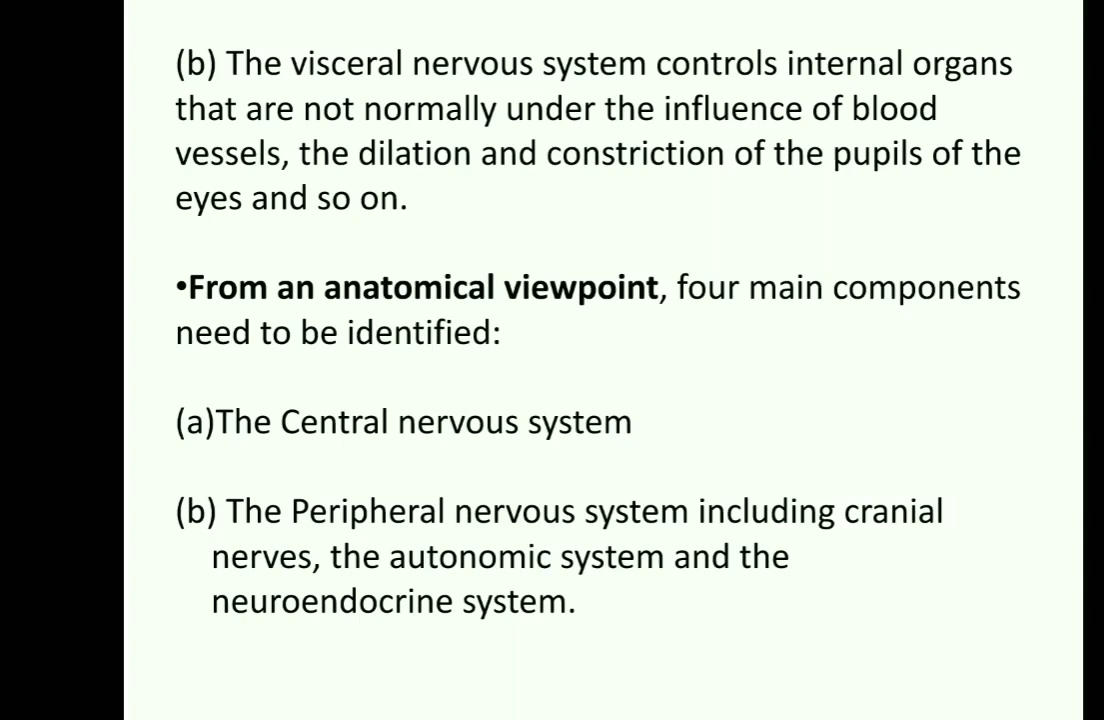 (b) The visceral nervous system controls internal organs
that are not normally under the influence of blood
vessels, the dilation and constriction of the pupils of the
eyes and so on.
•From an anatomical viewpoint, four main components
need to be identified:
(a)The Central nervous system
(b) The Peripheral nervous system including cranial
nerves, the autonomic system and the
neuroendocrine system.